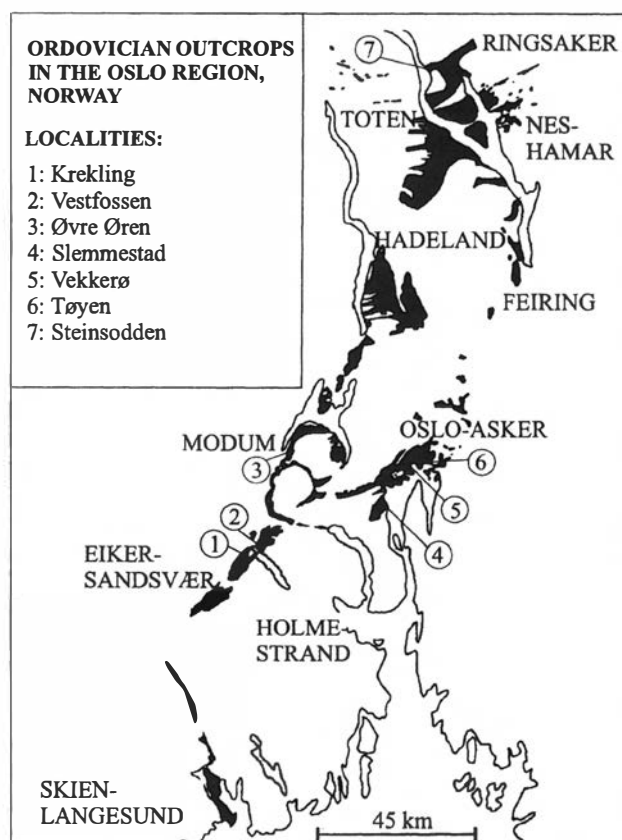 ORDOVICIAN OUTCROPS
IN THE OSLO REGION,
NORWAY
LOCALITIES:
1: Krekling
2: Vestfossen
3: Øvre Øren
4: Slemmestad
5: Vekkerø
6: Tøyen
7: Steinsodden
RINGSAKER
7
TOTEN
NES-
HAMAR
HADELAND
FEIRING
MODUM
3
OSLO-ASKER
6
5
4
2
1
EIKER-
SANDSVÆR
HOLME-
STRAND
SKIEN-
LANGESUND
45 km